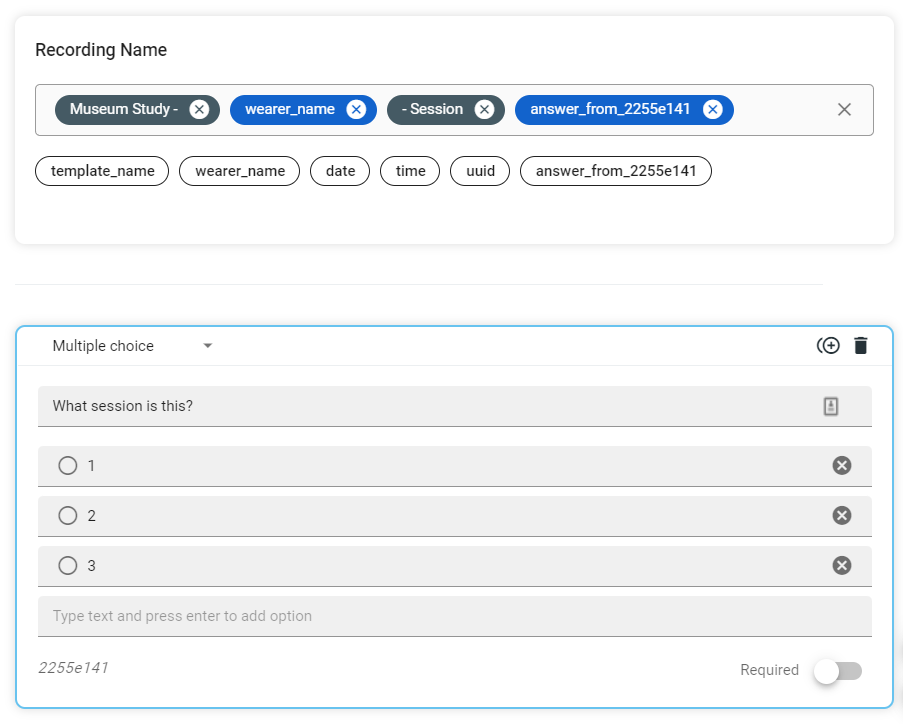 Recording Name
Museum Study - wearer_name - Session answer_from_2255e141
template_name wearer_name date time uuid answer_from_2255e141
Multiple choice
What session is this?
1
2
3
Type text and press enter to add option
2255e141 Required